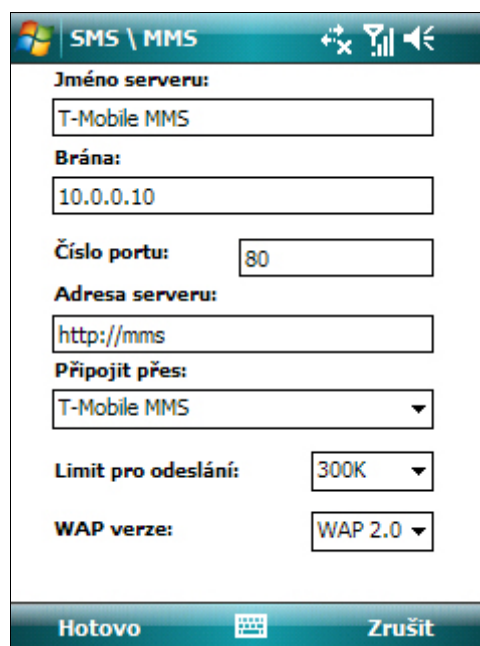 SMS \ MMS
Jméno serveru:
T-Mobile MMS
Brána:
10.0.0.10
Číslo portu: 80
Adresa serveru:
http://mms
Připojit přes:
T-Mobile MMS
Limit pro odeslání: 300K
WAP verze: WAP 2.0
Hotovo Zrušit